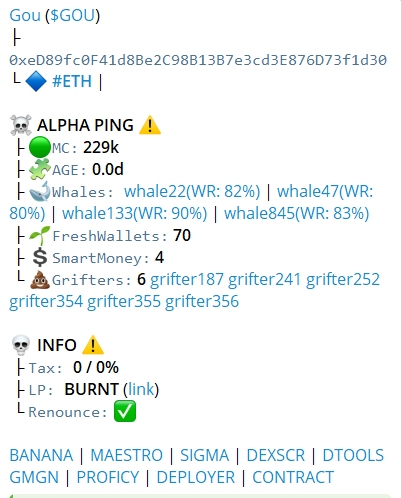 Gou ($GOU)
├
0xeD89fc0F41d8Be2C98B13B7e3cd3E876D73f1d30
└ 🔷 #ETH |
☠️ ALPHA PING ⚠️
├ 🟢MC: 229k
├ 🧩AGE: 0.0d
├ 🐋Whales: whale22(WR: 82%) | whale47(WR:
80%) | whale133(WR: 90%) | whale845(WR: 83%)
├ 🌱FreshWallets: 70
├ 💲SmartMoney: 4
└ 💩Grifters: 6 grifter187 grifter241 grifter252
grifter354 grifter355 grifter356
💀 INFO ⚠️
├ Tax: 0 / 0%
├ LP: BURNT (link)
└ Renounce: ✅
BANANA | MAESTRO | SIGMA | DEXSCR | DTOOLS
GMGN | PROFICY | DEPLOYER | CONTRACT